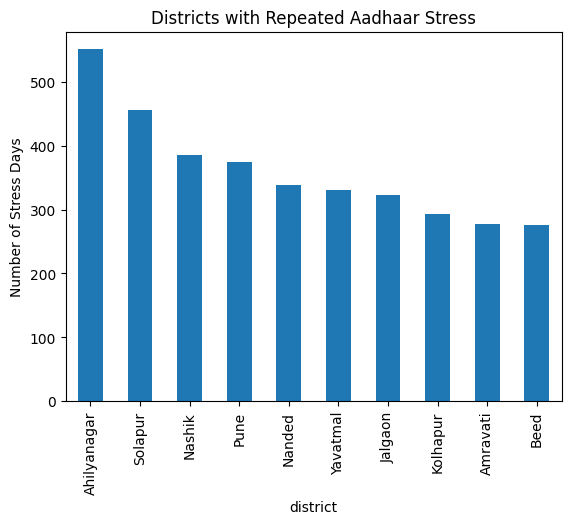 Districts with Repeated Aadhaar Stress
Number of Stress Days
500
400
300
200
100
0
Ahilyanagar
Solapur
Nashik
Pune
Nanded
Yavatmal
Jalgaon
Kolhapur
Amravati
Beed
district